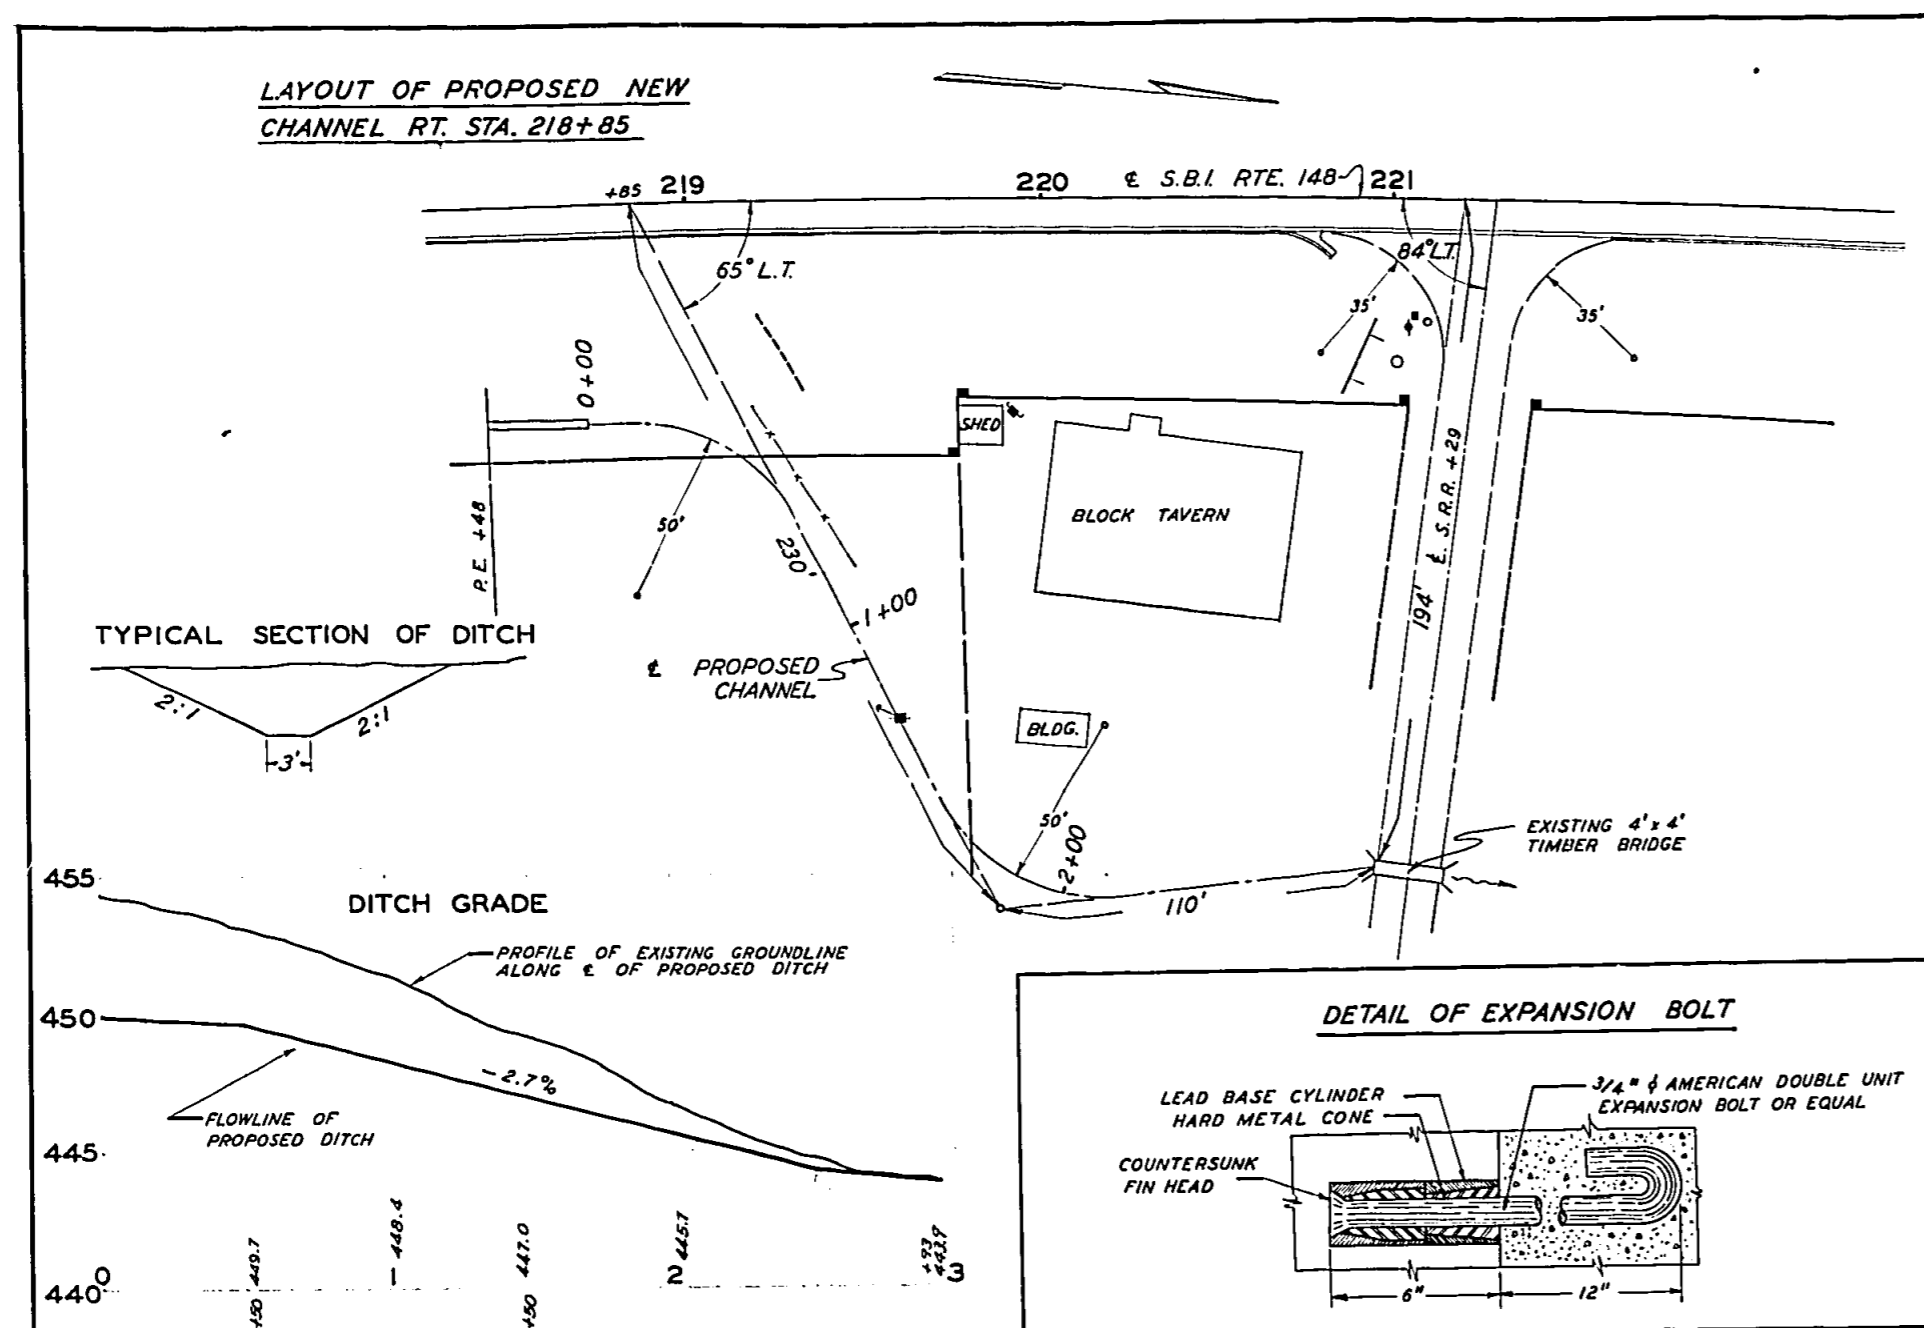 LAYOUT OF PROPOSED NEW
CHANNEL RT. STA. 218+85
+85 219
220
℄ S.B.I. RTE. 148
221
65° L.T.
84° L.T.
35'
35'
0+00
SHED
P.E. +48
50'
230'
BLOCK TAVERN
194'
℄ S.R.R. +29
1+00
℄ PROPOSED
CHANNEL
BLDG.
50'
2+00
110'
EXISTING 4' x 4'
TIMBER BRIDGE
TYPICAL SECTION OF DITCH
2:1
2:1
3'
455
DITCH GRADE
PROFILE OF EXISTING GROUNDLINE
ALONG ℄ OF PROPOSED DITCH
450
-2.7%
FLOWLINE OF
PROPOSED DITCH
445
440
0
+50 449.7
1 448.4
+50 447.0
2 445.7
+93
443.9
3
DETAIL OF EXPANSION BOLT
LEAD BASE CYLINDER
HARD METAL CONE
3/4" ϕ AMERICAN DOUBLE UNIT
EXPANSION BOLT OR EQUAL
COUNTERSUNK
FIN HEAD
6"
12"